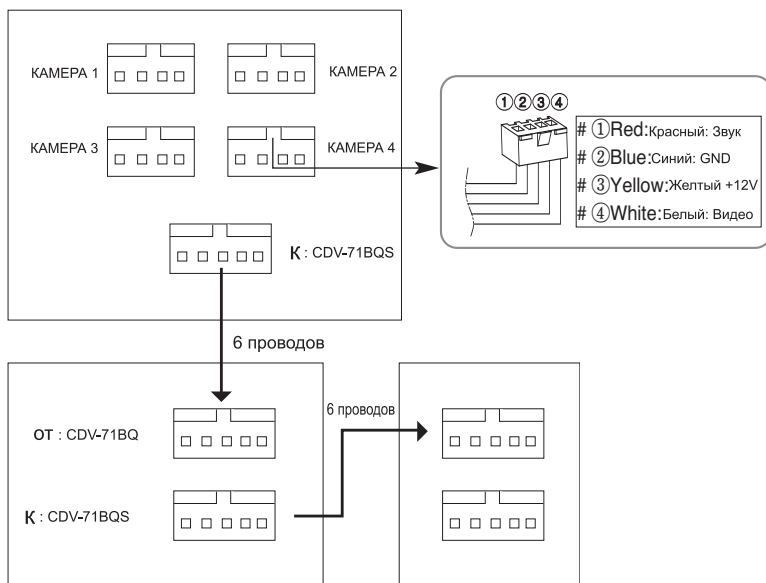 КАМЕРА 1
КАМЕРА 2
КАМЕРА 3
КАМЕРА 4
К : CDV-71BQS
①②③④
# ①Red:Красный: Звук
# ②Blue:Синий: GND
# ③Yellow:Желтый +12V
# ④White:Белый: Видео
6 проводов
ОТ : CDV-71BQ
К : CDV-71BQS
6 проводов